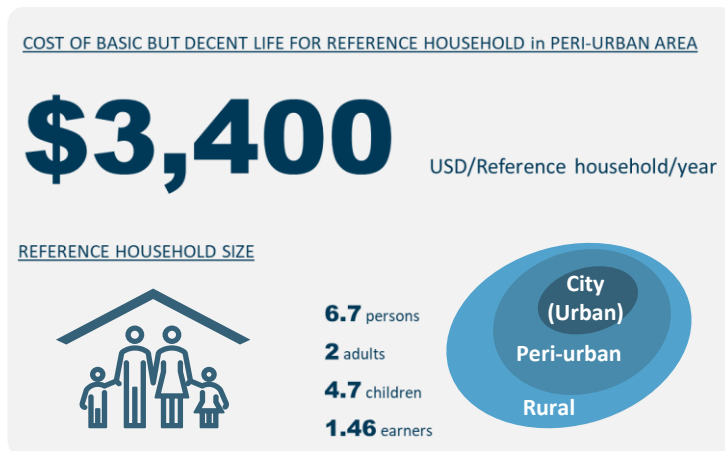 COST OF BASIC BUT DECENT LIFE FOR REFERENCE HOUSEHOLD in PERI-URBAN AREA
$3,400 USD/Reference household/year
REFERENCE HOUSEHOLD SIZE
6.7 persons
2 adults
4.7 children
1.46 earners
City
(Urban)
Peri-urban
Rural